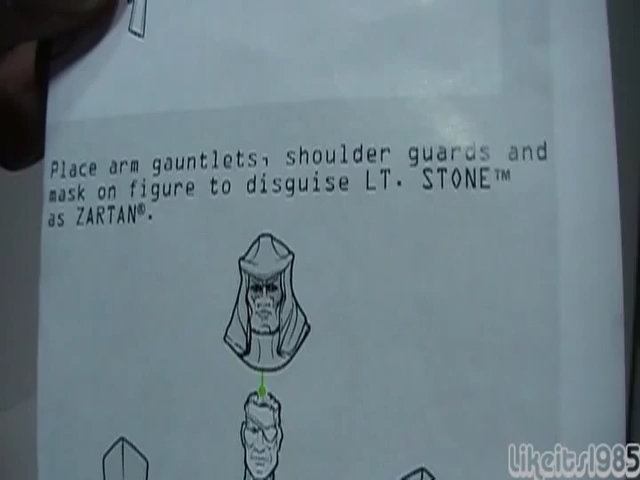 Place arm gauntlets, shoulder guards and
mask on figure to disguise LT. STONE™
as ZARTAN®.
Likeits1985